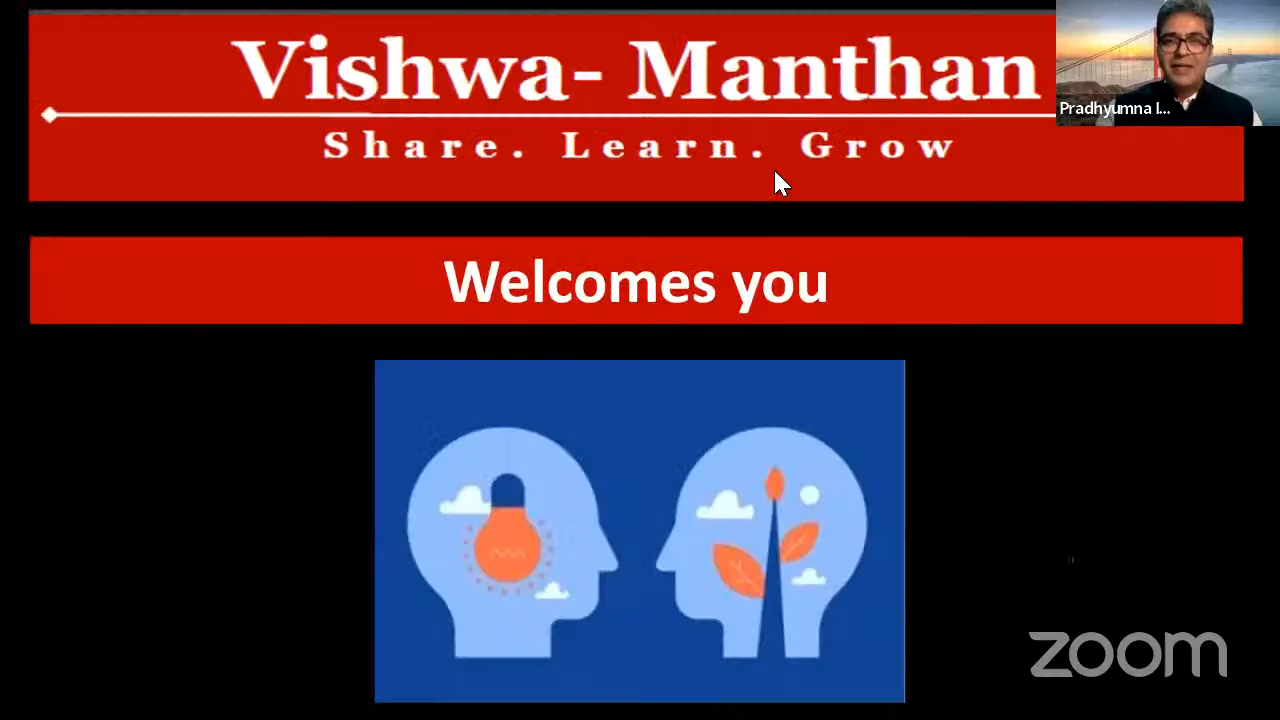 Vishwa- Manthan
Share. Learn. Grow
Pradhyumna I...
Welcomes you
zoom